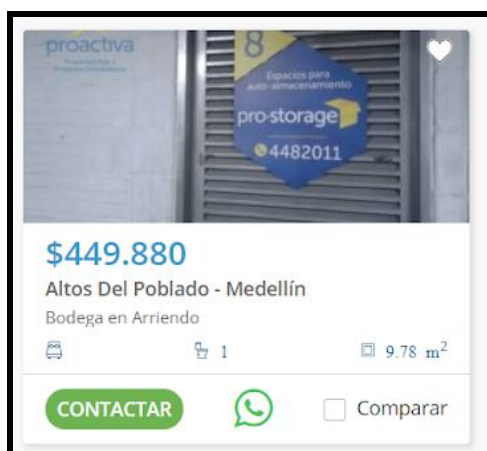 proactiva
8
Espacios para
auto-almacenamiento
pro-storage
4482011
$449.880
Altos Del Poblado - Medellín
Bodega en Arriendo
1
9.78 m²
CONTACTAR
Comparar